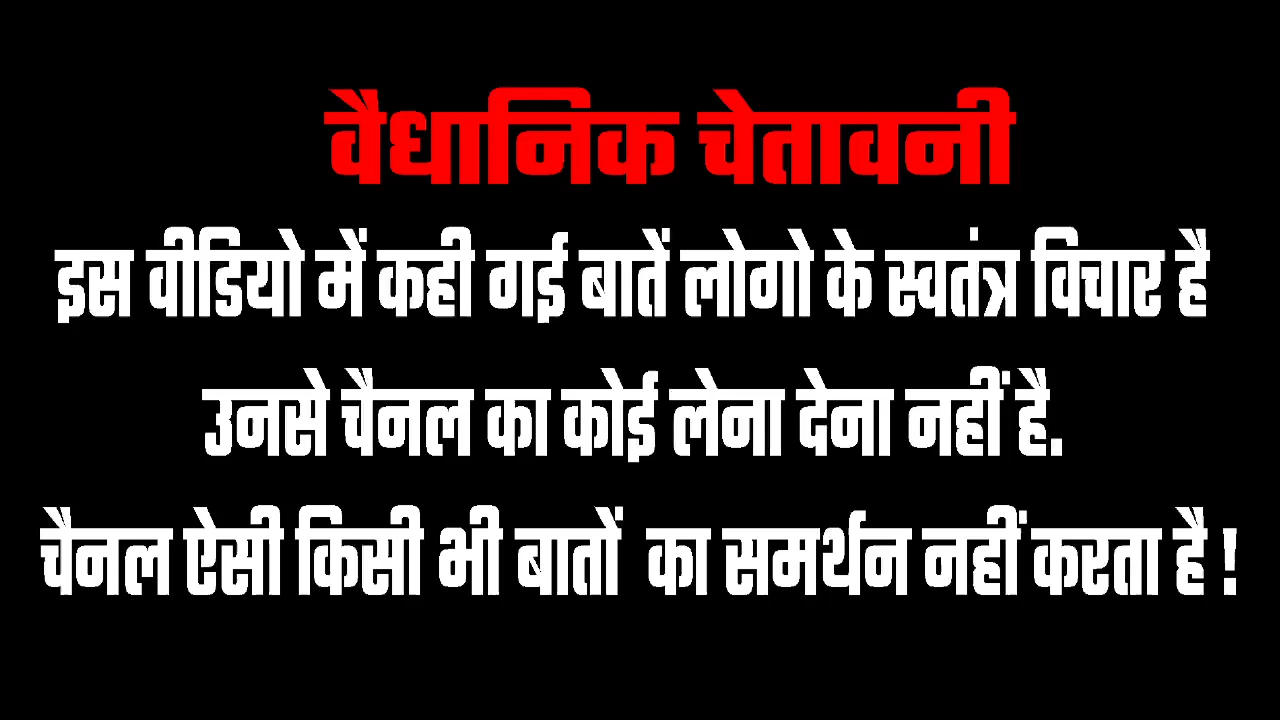 वैधानिक चेतावनी
इस वीडियो में कही गई बातें लोगो के स्वतंत्र विचार है
उनसे चैनल का कोई लेना देना नहीं है.
चैनल ऐसी किसी भी बातों का समर्थन नहीं करता है !